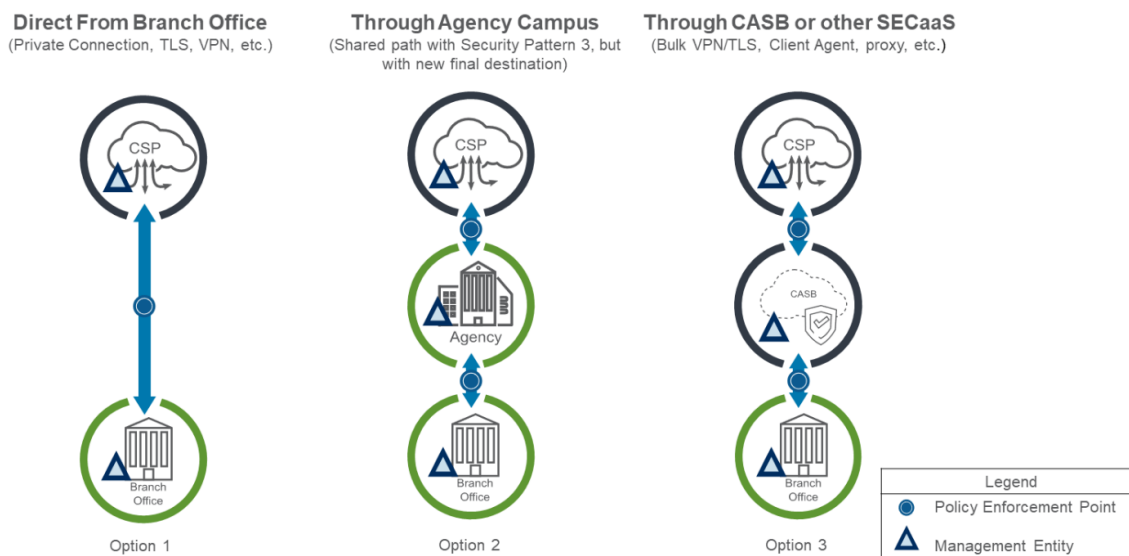 Direct From Branch Office
(Private Connection, TLS, VPN, etc.)
CSP
Branch
Office
Option 1
Through Agency Campus
(Shared path with Security Pattern 3, but
with new final destination)
CSP
Agency
Branch
Office
Option 2
Through CASB or other SECaaS
(Bulk VPN/TLS, Client Agent, proxy, etc.)
CSP
CASB
Branch
Office
Option 3
Legend
Policy Enforcement Point
Management Entity